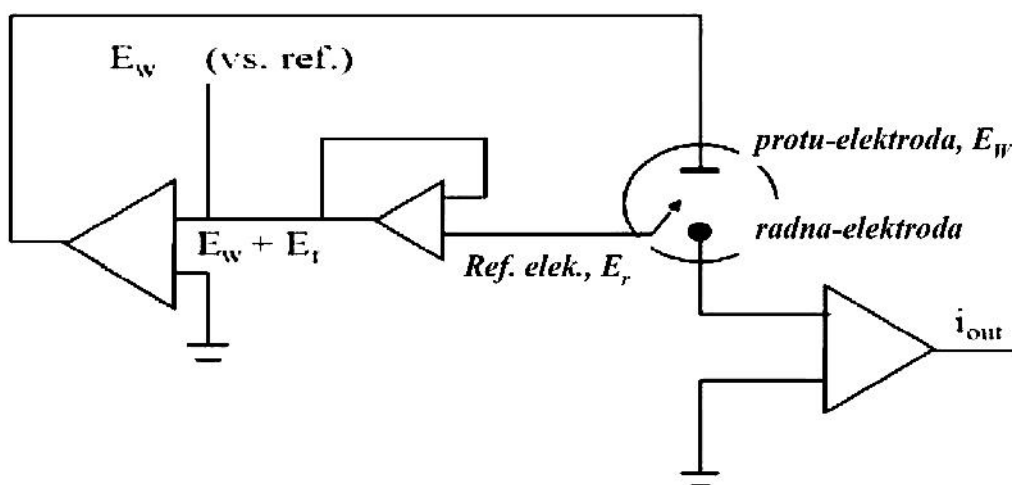 E_w (vs. ref.)
protu-elektroda, E_W
radna-elektroda
E_w + E_r
Ref. elek., E_r
i_out